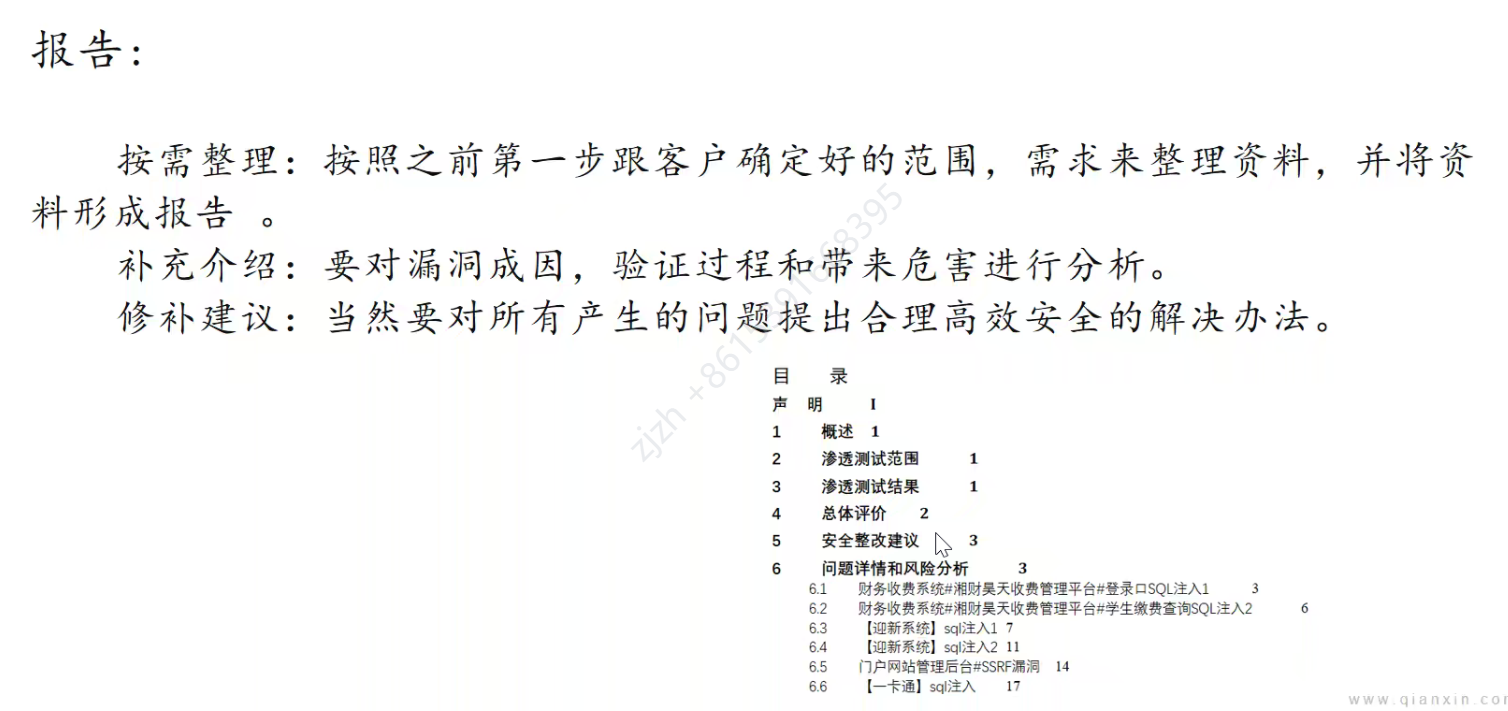 报告：
按需整理：按照之前第一步跟客户确定好的范围，需求来整理资料，并将资
料形成报告 。
补充介绍：要对漏洞成因，验证过程和带来危害进行分析。
修补建议：当然要对所有产生的问题提出合理高效安全的解决办法。
目 录
声 明 I
1 概述 1
2 渗透测试范围 1
3 渗透测试结果 1
4 总体评价 2
5 安全整改建议 3
6 问题详情和风险分析 3
6.1 财务收费系统#湘财昊天收费管理平台#登录口SQL注入1 3
6.2 财务收费系统#湘财昊天收费管理平台#学生缴费查询SQL注入2 6
6.3 【迎新系统】sql注入1 7
6.4 【迎新系统】sql注入2 11
6.5 门户网站管理后台#SSRF漏洞 14
6.6 【一卡通】sql注入 17
www.qianxin.cor